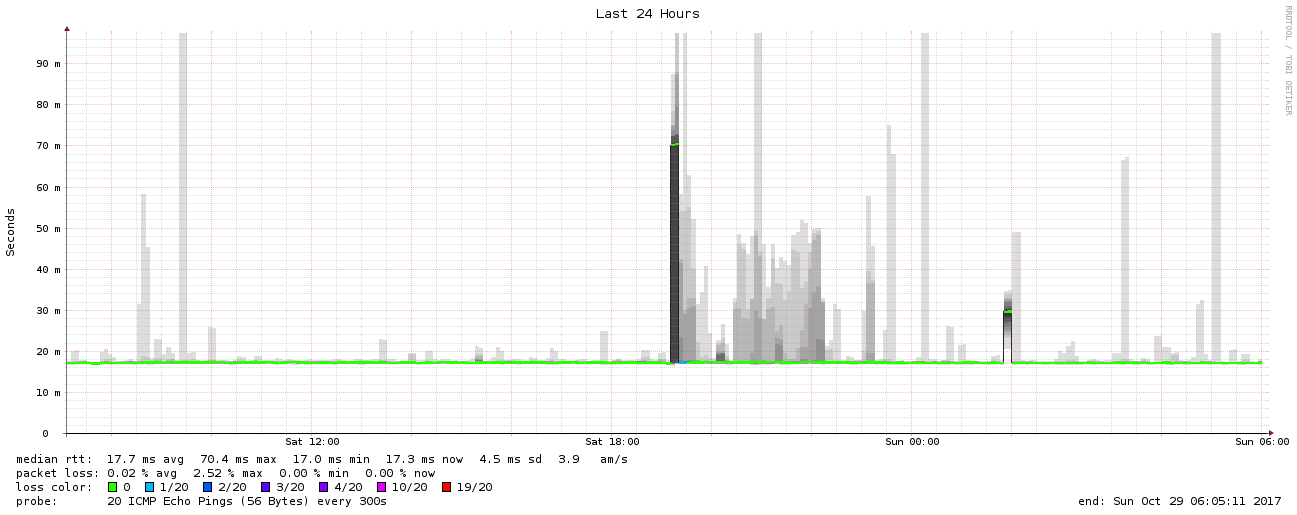 Last 24 Hours
RRDTOOL / TOBI OETIKER
Seconds
90 m
80 m
70 m
60 m
50 m
40 m
30 m
20 m
10 m
0
Sat 12:00 Sat 18:00 Sun 00:00 Sun 06:00
median rtt: 17.7 ms avg 70.4 ms max 17.0 ms min 17.3 ms now 4.5 ms sd 3.9 am/s
packet loss: 0.02 % avg 2.52 % max 0.00 % min 0.00 % now
loss color: 0 1/20 2/20 3/20 4/20 10/20 19/20
probe: 20 ICMP Echo Pings (56 Bytes) every 300s end: Sun Oct 29 06:05:11 2017